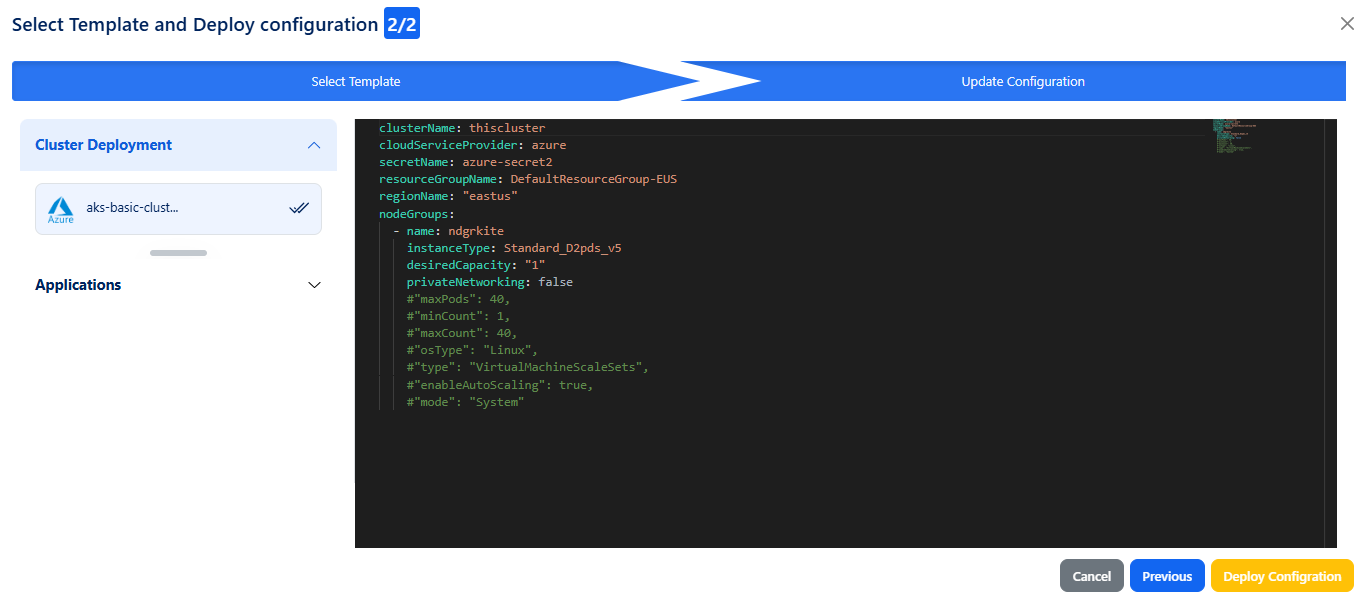 Select Template and Deploy configuration 2/2
Select Template
Update Configuration
Cluster Deployment
Azure
aks-basic-clust...
Applications
clusterName: thiscluster
cloudServiceProvider: azure
secretName: azure-secret2
resourceGroupName: DefaultResourceGroup-EUS
regionName: "eastus"
nodeGroups:
  - name: ndgrkite
    instanceType: Standard_D2pds_v5
    desiredCapacity: "1"
    privateNetworking: false
    #"maxPods": 40,
    #"minCount": 1,
    #"maxCount": 40,
    #"osType": "Linux",
    #"type": "VirtualMachineScaleSets",
    #"enableAutoScaling": true,
    #"mode": "System"
Cancel
Previous
Deploy Configration